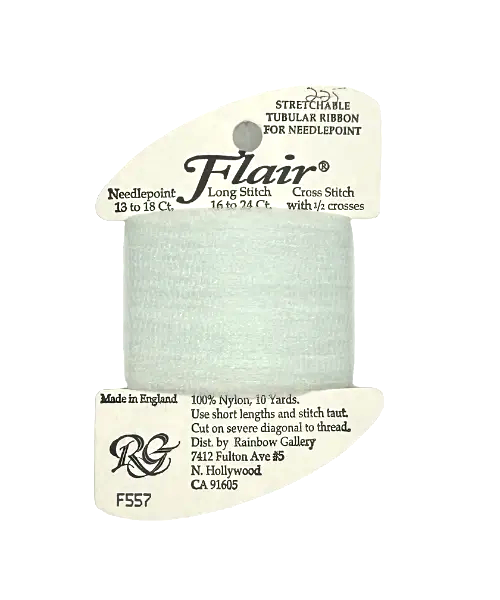 225
STRETCHABLE
TUBULAR RIBBON
FOR NEEDLEPOINT
Flair®
Needlepoint Long Stitch Cross Stitch
13 to 18 Ct. 16 to 24 Ct. with 1/2 crosses
Made in England 100% Nylon, 10 Yards.
Use short lengths and stitch taut.
Cut on severe diagonal to thread.
Dist. by Rainbow Gallery
7412 Fulton Ave #5
N. Hollywood
CA 91605
RG
F557